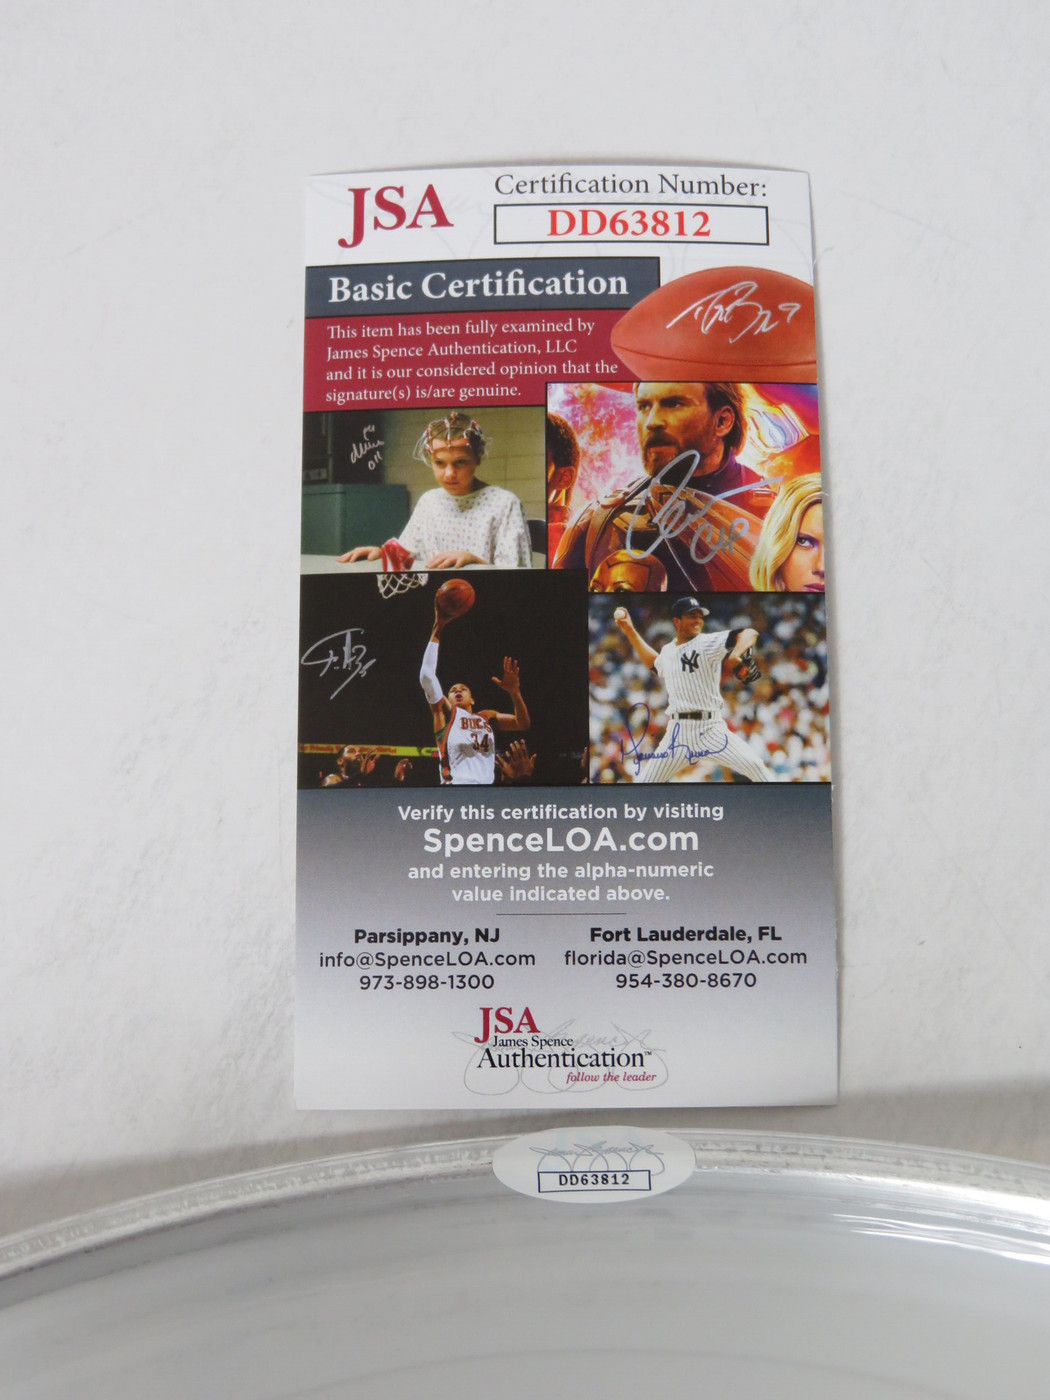 JSA
Certification Number:
DD63812
Basic Certification
This item has been fully examined by
James Spence Authentication, LLC
and it is our considered opinion that the
signature(s) is/are genuine.
BUCKS
34
NY
Verify this certification by visiting
SpenceLOA.com
and entering the alpha-numeric
value indicated above.
Parsippany, NJ
info@SpenceLOA.com
973-898-1300
Fort Lauderdale, FL
florida@SpenceLOA.com
954-380-8670
JSA
James Spence
Authentication™
follow the leader
DD63812